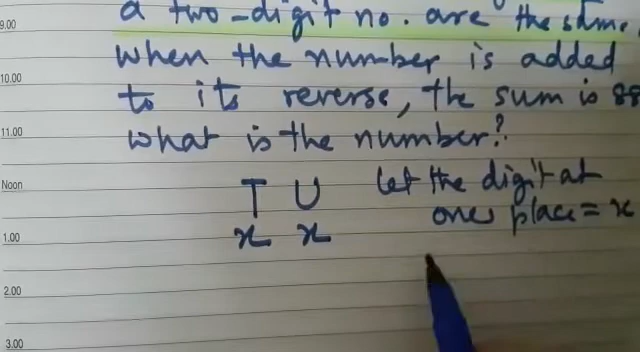 9.00
a two-digit no. are the same.
when the number is added
10.00
to its reverse, the sum is 88
11.00
what is the number?
Noon
T U
let the digit at
ones place = x
1.00
x x
2.00
3.00